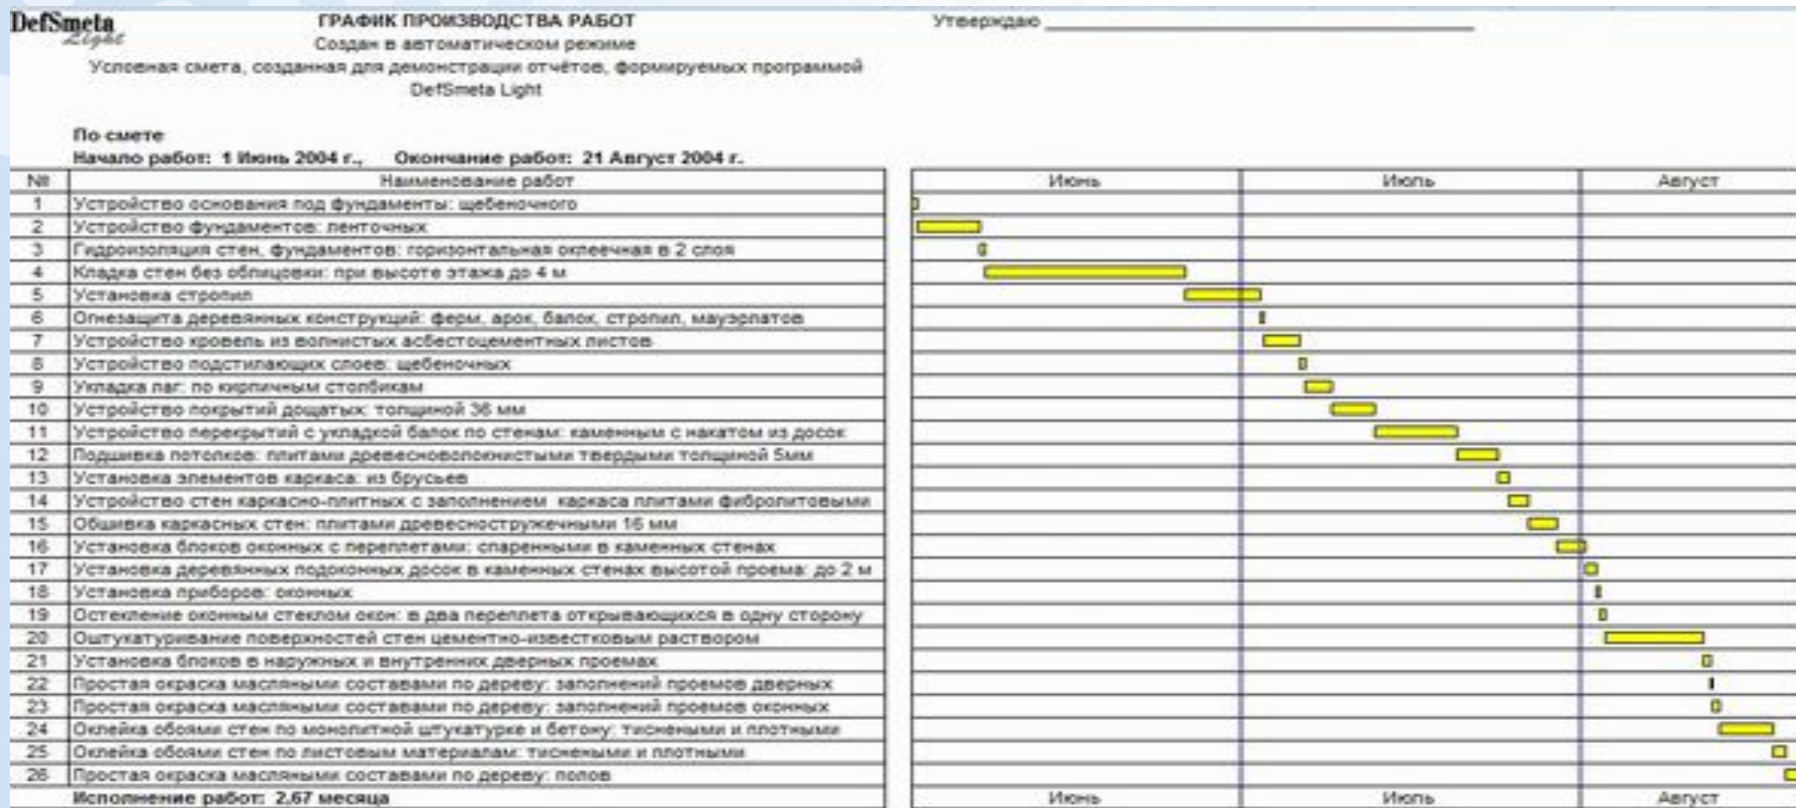 DefSmeta
Light
ГРАФИК ПРОИЗВОДСТВА РАБОТ
Утверждаю
Создан в автоматическом режиме
Условная смета, созданная для демонстрации отчётов, формируемых программой
DefSmeta Light
По смете
Начало работ: 1 Июнь 2004 г., Окончание работ: 21 Август 2004 г.
№ Наименование работ Июнь Июль Август
1 Устройство основания под фундаменты: щебеночного
2 Устройство фундаментов: ленточных
3 Гидроизоляция стен, фундаментов: горизонтальная оклеечная в 2 слоя
4 Кладка стен без облицовки: при высоте этажа до 4 м
5 Установка стропил
6 Огнезащита деревянных конструкций: ферм, арок, балок, стропил, мауэрлатов
7 Устройство кровель из волнистых асбестоцементных листов
8 Устройство подстилающих слоев: щебеночных
9 Укладка лаг: по кирпичным столбикам
10 Устройство покрытий дощатых: толщиной 36 мм
11 Устройство перекрытий с укладкой балок по стенам: каменным с накатом из досок
12 Подшивка потолков: плитами древесноволокнистыми твердыми толщиной 5мм
13 Установка элементов каркаса: из брусьев
14 Устройство стен каркасно-плитных с заполнением каркаса плитами фибролитовыми
15 Обшивка каркасных стен: плитами древесностружечными 16 мм
16 Установка блоков оконных с переплетами: спаренными в каменных стенах
17 Установка деревянных подоконных досок в каменных стенах высотой проема: до 2 м
18 Установка приборов: оконных
19 Остекление оконным стеклом окон: в два переплета открывающихся в одну сторону
20 Оштукатуривание поверхностей стен цементно-известковым раствором
21 Установка блоков в наружных и внутренних дверных проемах
22 Простая окраска масляными составами по дереву: заполнений проемов дверных
23 Простая окраска масляными составами по дереву: заполнений проемов оконных
24 Оклейка обоями стен по монолитной штукатурке и бетону: тиснеными и плотными
25 Оклейка обоями стен по листовым материалам: тиснеными и плотными
26 Простая окраска масляными составами по дереву: полов
Исполнение работ: 2,67 месяца Июнь Июль Август